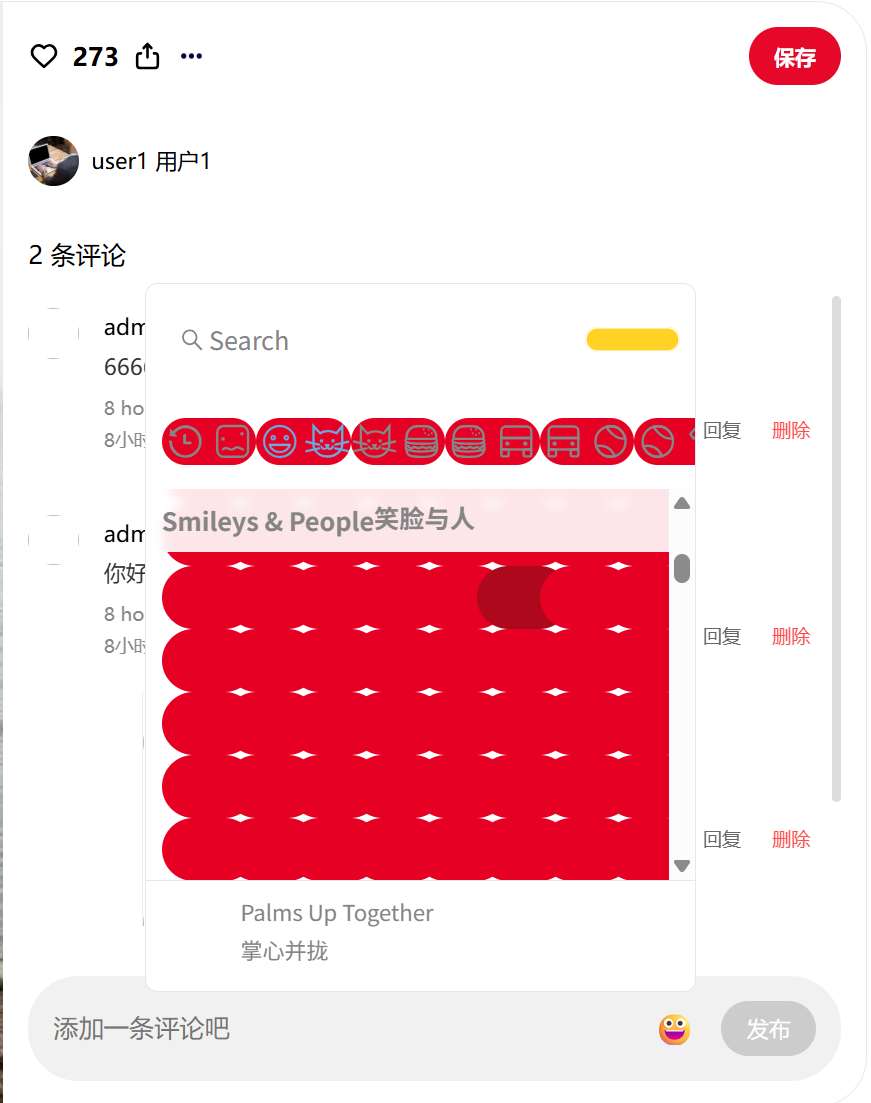 273
保存
user1 用户1
2 条评论
adm
666
8 ho
8小时
回复 删除
Search
Smileys & People笑脸与人
adm
你好
8 ho
8小时
回复 删除
回复 删除
Palms Up Together
掌心并拢
添加一条评论吧
发布